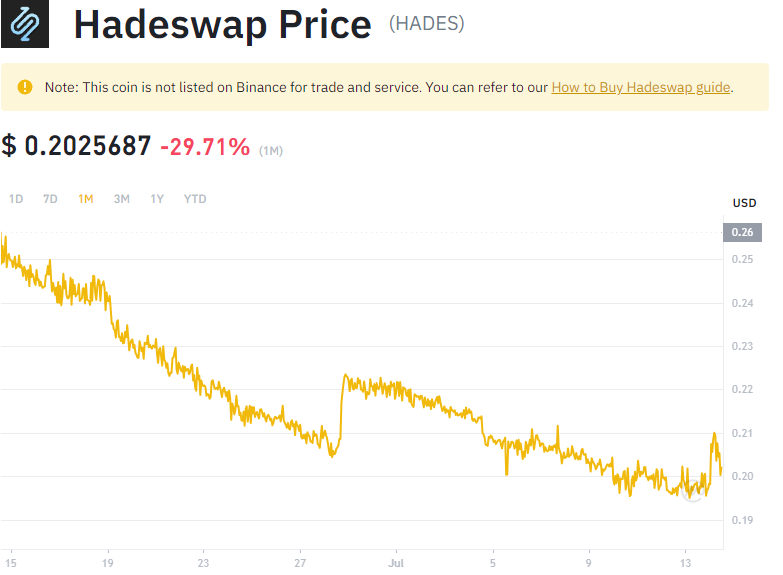 Hadeswap Price (HADES)
Note: This coin is not listed on Binance for trade and service. You can refer to our How to Buy Hadeswap guide.
$ 0.2025687 -29.71% (1M)
1D 7D 1M 3M 1Y YTD
USD
0.26
0.25
0.24
0.23
0.22
0.21
0.20
0.19
15 19 23 27 Jul 5 9 13